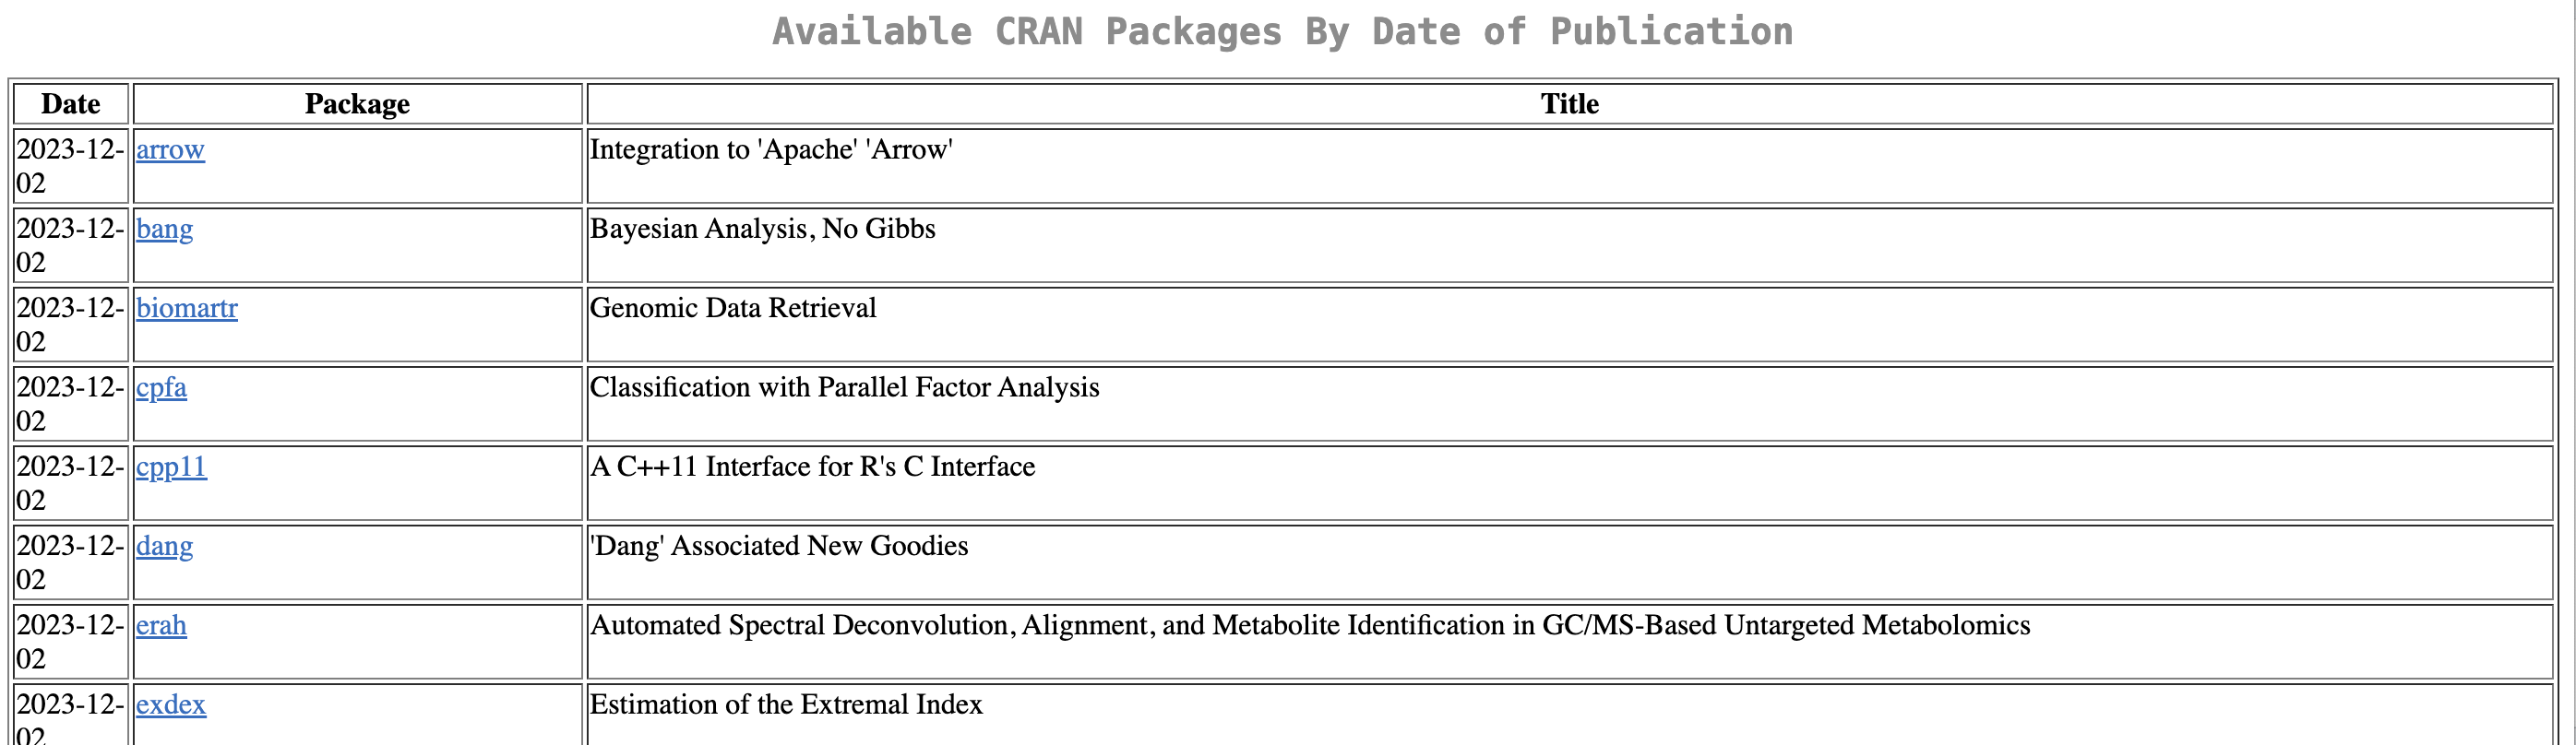 Available CRAN Packages By Date of Publication
Date Package Title
2023-12- arrow Integration to 'Apache' 'Arrow'
02
2023-12- bang Bayesian Analysis, No Gibbs
02
2023-12- biomartr Genomic Data Retrieval
02
2023-12- cpfa Classification with Parallel Factor Analysis
02
2023-12- cpp11 A C++11 Interface for R's C Interface
02
2023-12- dang 'Dang' Associated New Goodies
02
2023-12- erah Automated Spectral Deconvolution, Alignment, and Metabolite Identification in GC/MS-Based Untargeted Metabolomics
02
2023-12- exdex Estimation of the Extremal Index
02